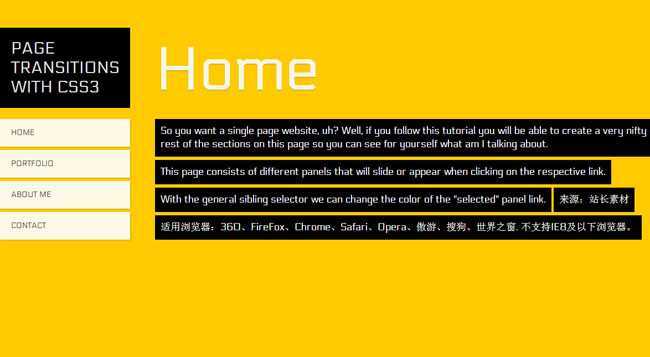 PAGE
TRANSITIONS
WITH CSS3
HOME
PORTFOLIO
ABOUT ME
CONTACT
Home
So you want a single page website, uh? Well, if you follow this tutorial you will be able to create a very nifty
rest of the sections on this page so you can see for yourself what am I talking about.
This page consists of different panels that will slide or appear when clicking on the respective link.
With the general sibling selector we can change the color of the "selected" panel link. 来源：站长素材
适用浏览器：360、FireFox、Chrome、Safari、Opera、傲游、搜狗、世界之窗. 不支持IE8及以下浏览器。